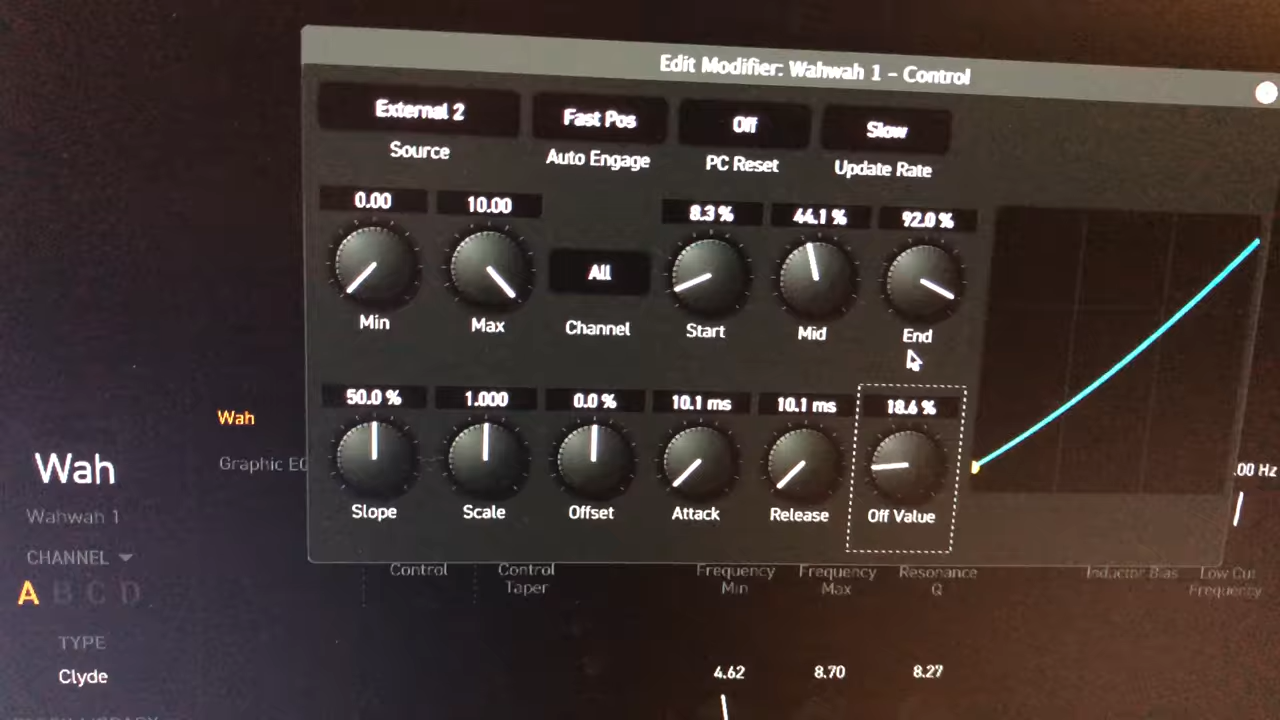 Edit Modifier: Wahwah 1 - Control
External 2
Fast Pos
Off
Slow
Source
Auto Engage
PC Reset
Update Rate
0.00
10.00
8.3 %
44.1 %
92.0 %
All
Min
Max
Channel
Start
Mid
End
50.0 %
1.000
0.0 %
10.1 ms
10.1 ms
18.6 %
Slope
Scale
Offset
Attack
Release
Off Value
Wah
Graphic EQ
Wah
Wahwah 1
CHANNEL
A B C D
TYPE
Clyde
.00 Hz
Control
Control
Taper
Frequency
Min
Frequency
Max
Resonance
Q
Inductor Bias
Low Cut
Frequency
4.62
8.70
8.27